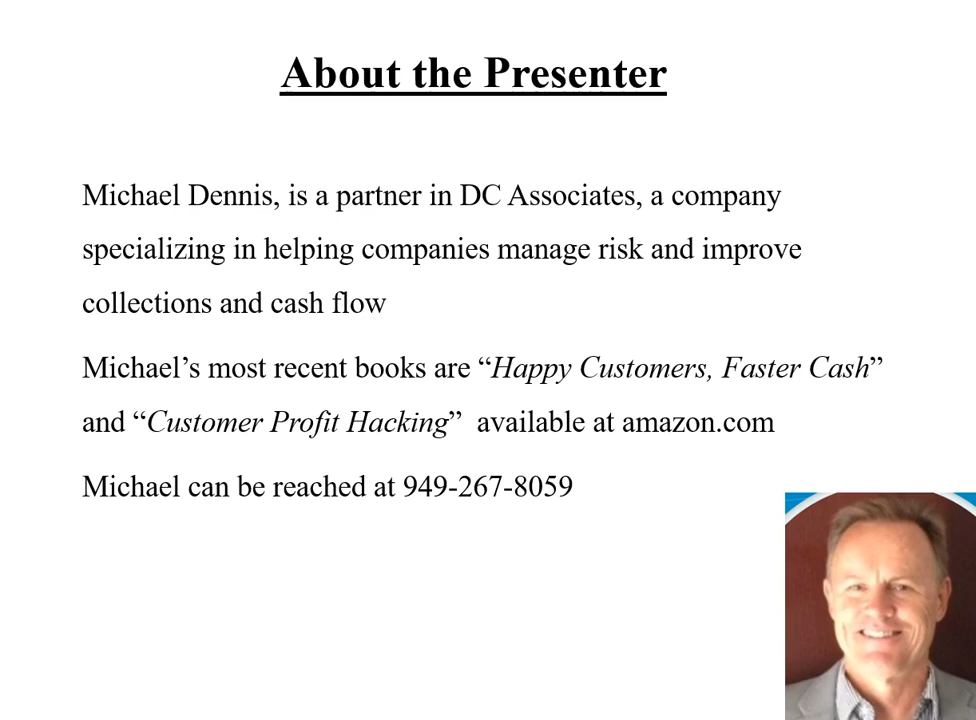 About the Presenter
Michael Dennis, is a partner in DC Associates, a company
specializing in helping companies manage risk and improve
collections and cash flow
Michael’s most recent books are “Happy Customers, Faster Cash”
and “Customer Profit Hacking”  available at amazon.com
Michael can be reached at 949-267-8059